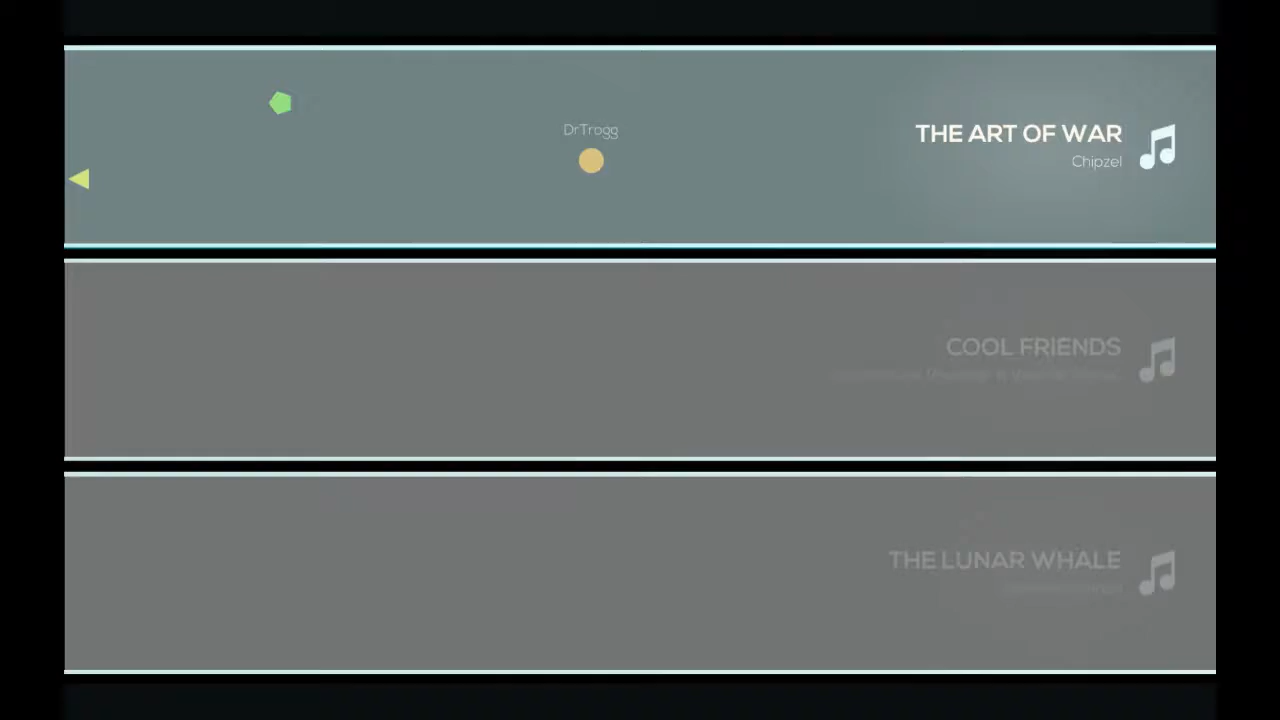 DrTrogg
THE ART OF WAR
Chipzel
COOL FRIENDS
THE LUNAR WHALE